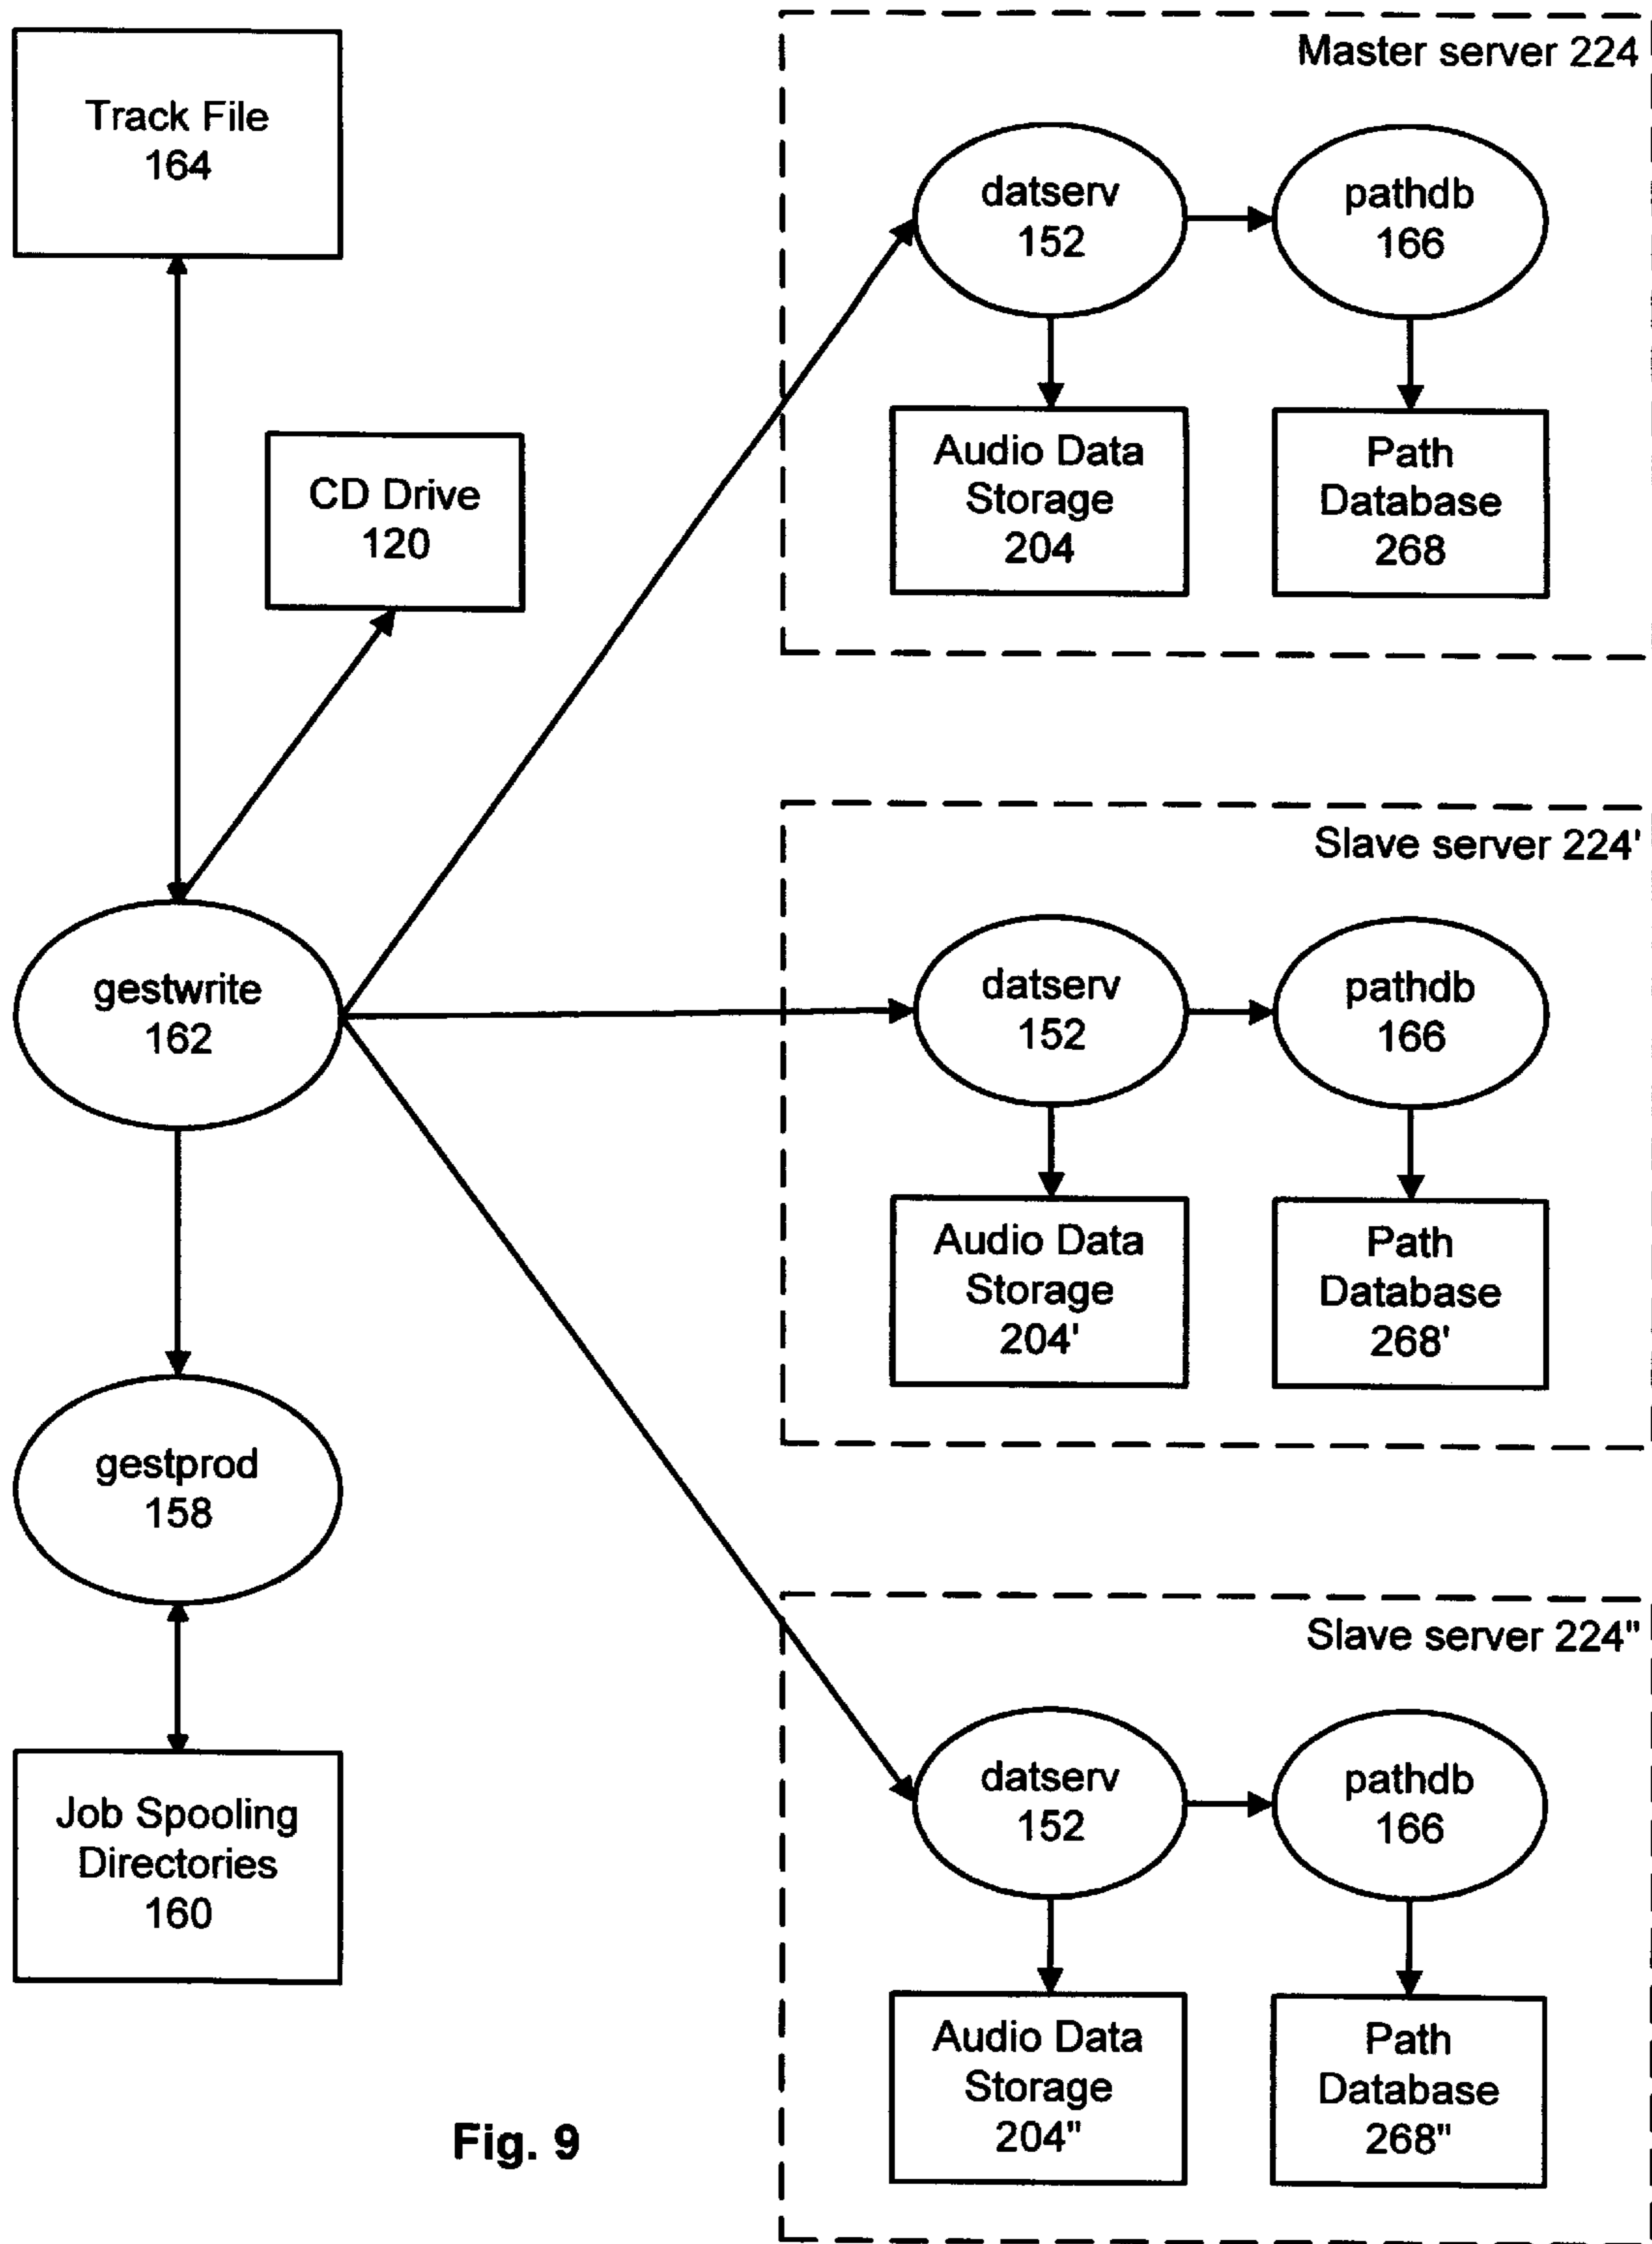 Track File
164
CD Drive
120
gestwrite
162
gestprod
158
Job Spooling
Directories
160
Master server 224
datserv
152
pathdb
166
Audio Data
Storage
204
Path
Database
268
Slave server 224'
datserv
152
pathdb
166
Audio Data
Storage
204'
Path
Database
268'
Slave server 224"
datserv
152
pathdb
166
Audio Data
Storage
204"
Path
Database
268"
Fig. 9